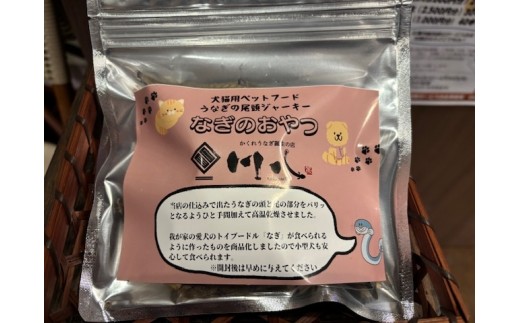 犬猫用ペットフード
うなぎの尾頭ジャーキー
なぎのおやつ
かくれうなぎ
川心
当店の仕込みで出たうなぎの頭と尾の部分をパリッ
となるようひと手間加えて高温乾燥させました。
我が家の愛犬のトイプードル「なぎ」が食べられる
ように作ったものを商品化しましたので小型犬も安
心して食べられます。
※開封後は早めに与えてください